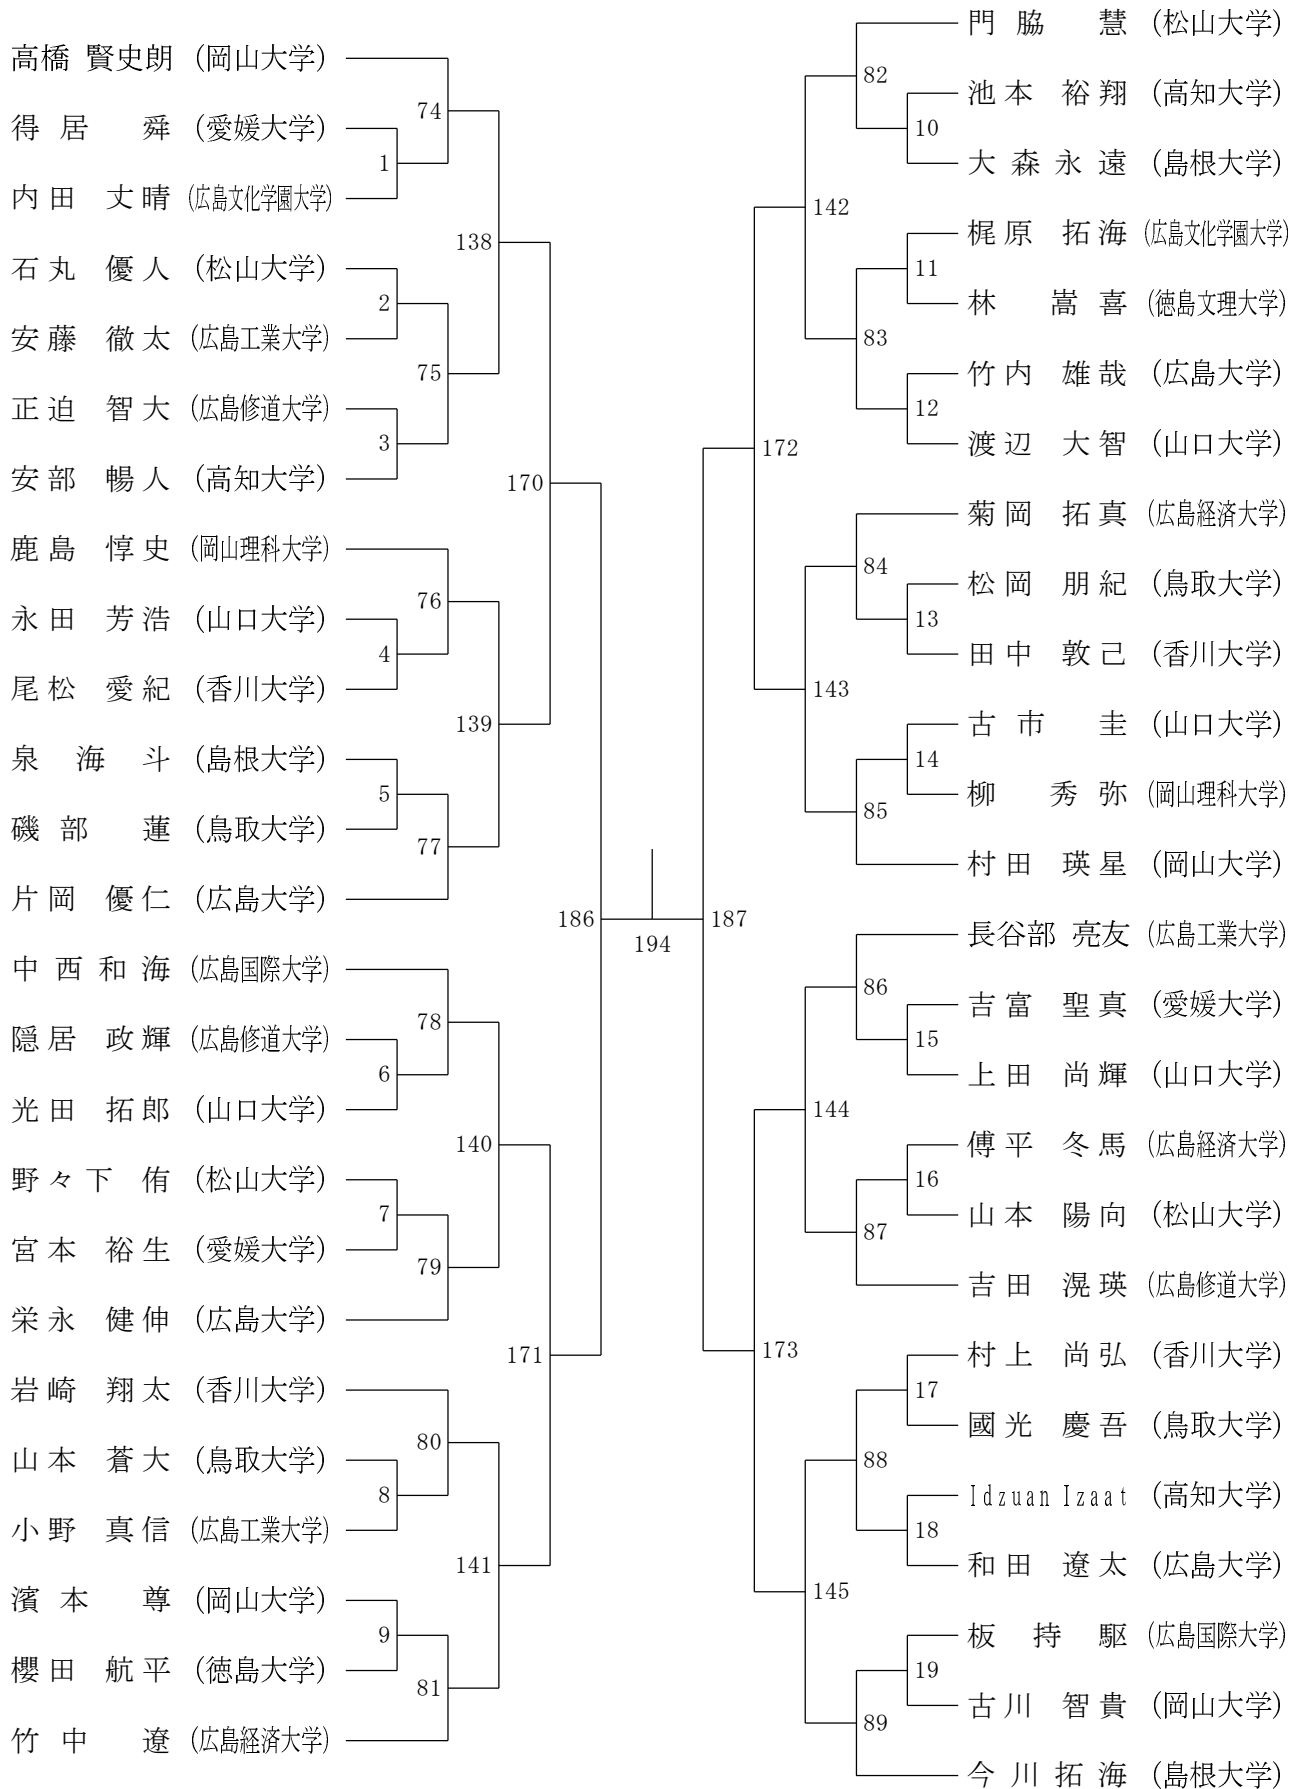 高橋 賢史朗 (岡山大学)
得居 舜 (愛媛大学)
内田 丈晴 (広島文化学園大学)
石丸 優人 (松山大学)
安藤 徹太 (広島工業大学)
正迫 智大 (広島修道大学)
安部 暢人 (高知大学)
鹿島 惇史 (岡山理科大学)
永田 芳浩 (山口大学)
尾松 愛紀 (香川大学)
泉 海斗 (島根大学)
磯部 蓮 (鳥取大学)
片岡 優仁 (広島大学)
中西和海 (広島国際大学)
隠居 政輝 (広島修道大学)
光田 拓郎 (山口大学)
野々下 侑 (松山大学)
宮本 裕生 (愛媛大学)
栄永 健伸 (広島大学)
岩崎 翔太 (香川大学)
山本 蒼大 (鳥取大学)
小野 真信 (広島工業大学)
濱本 尊 (岡山大学)
櫻田 航平 (徳島大学)
竹中 遼 (広島経済大学)
1
2
3
4
5
6
7
8
9
74
75
76
77
78
79
80
81
138
139
140
141
170
171
186
194
187
172
173
142
143
144
145
82
83
84
85
86
87
88
89
10
11
12
13
14
15
16
17
18
19
門脇 慧 (松山大学)
池本 裕翔 (高知大学)
大森永遠 (島根大学)
梶原 拓海 (広島文化学園大学)
林 嵩喜 (徳島文理大学)
竹内 雄哉 (広島大学)
渡辺 大智 (山口大学)
菊岡 拓真 (広島経済大学)
松岡 朋紀 (鳥取大学)
田中 敦己 (香川大学)
古市 圭 (山口大学)
柳 秀弥 (岡山理科大学)
村田 瑛星 (岡山大学)
長谷部 亮友 (広島工業大学)
吉富 聖真 (愛媛大学)
上田 尚輝 (山口大学)
傅平 冬馬 (広島経済大学)
山本 陽向 (松山大学)
吉田 滉瑛 (広島修道大学)
村上 尚弘 (香川大学)
國光 慶吾 (鳥取大学)
Idzuan Izaat (高知大学)
和田 遼太 (広島大学)
板持 駆 (広島国際大学)
古川 智貴 (岡山大学)
今川拓海 (島根大学)